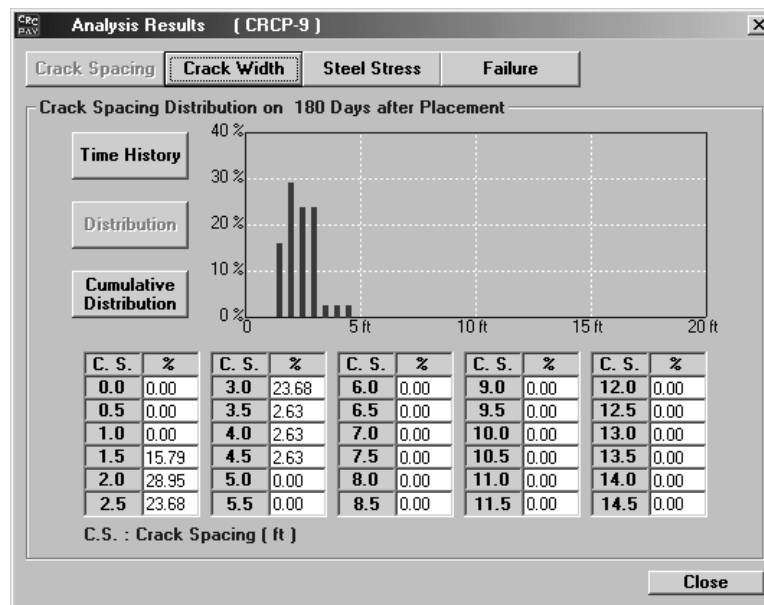 CRC PAV Analysis Results ( CRCP-9 )
Crack Spacing Crack Width Steel Stress Failure
Crack Spacing Distribution on 180 Days after Placement
Time History
Distribution
Cumulative
Distribution
40 %
30 %
20 %
10 %
0 %
0 5 ft 10 ft 15 ft 20 ft
C. S. % C. S. % C. S. % C. S. % C. S. %
0.0 0.00 3.0 23.68 6.0 0.00 9.0 0.00 12.0 0.00
0.5 0.00 3.5 2.63 6.5 0.00 9.5 0.00 12.5 0.00
1.0 0.00 4.0 2.63 7.0 0.00 10.0 0.00 13.0 0.00
1.5 15.79 4.5 2.63 7.5 0.00 10.5 0.00 13.5 0.00
2.0 28.95 5.0 0.00 8.0 0.00 11.0 0.00 14.0 0.00
2.5 23.68 5.5 0.00 8.5 0.00 11.5 0.00 14.5 0.00
C.S. : Crack Spacing ( ft )
Close